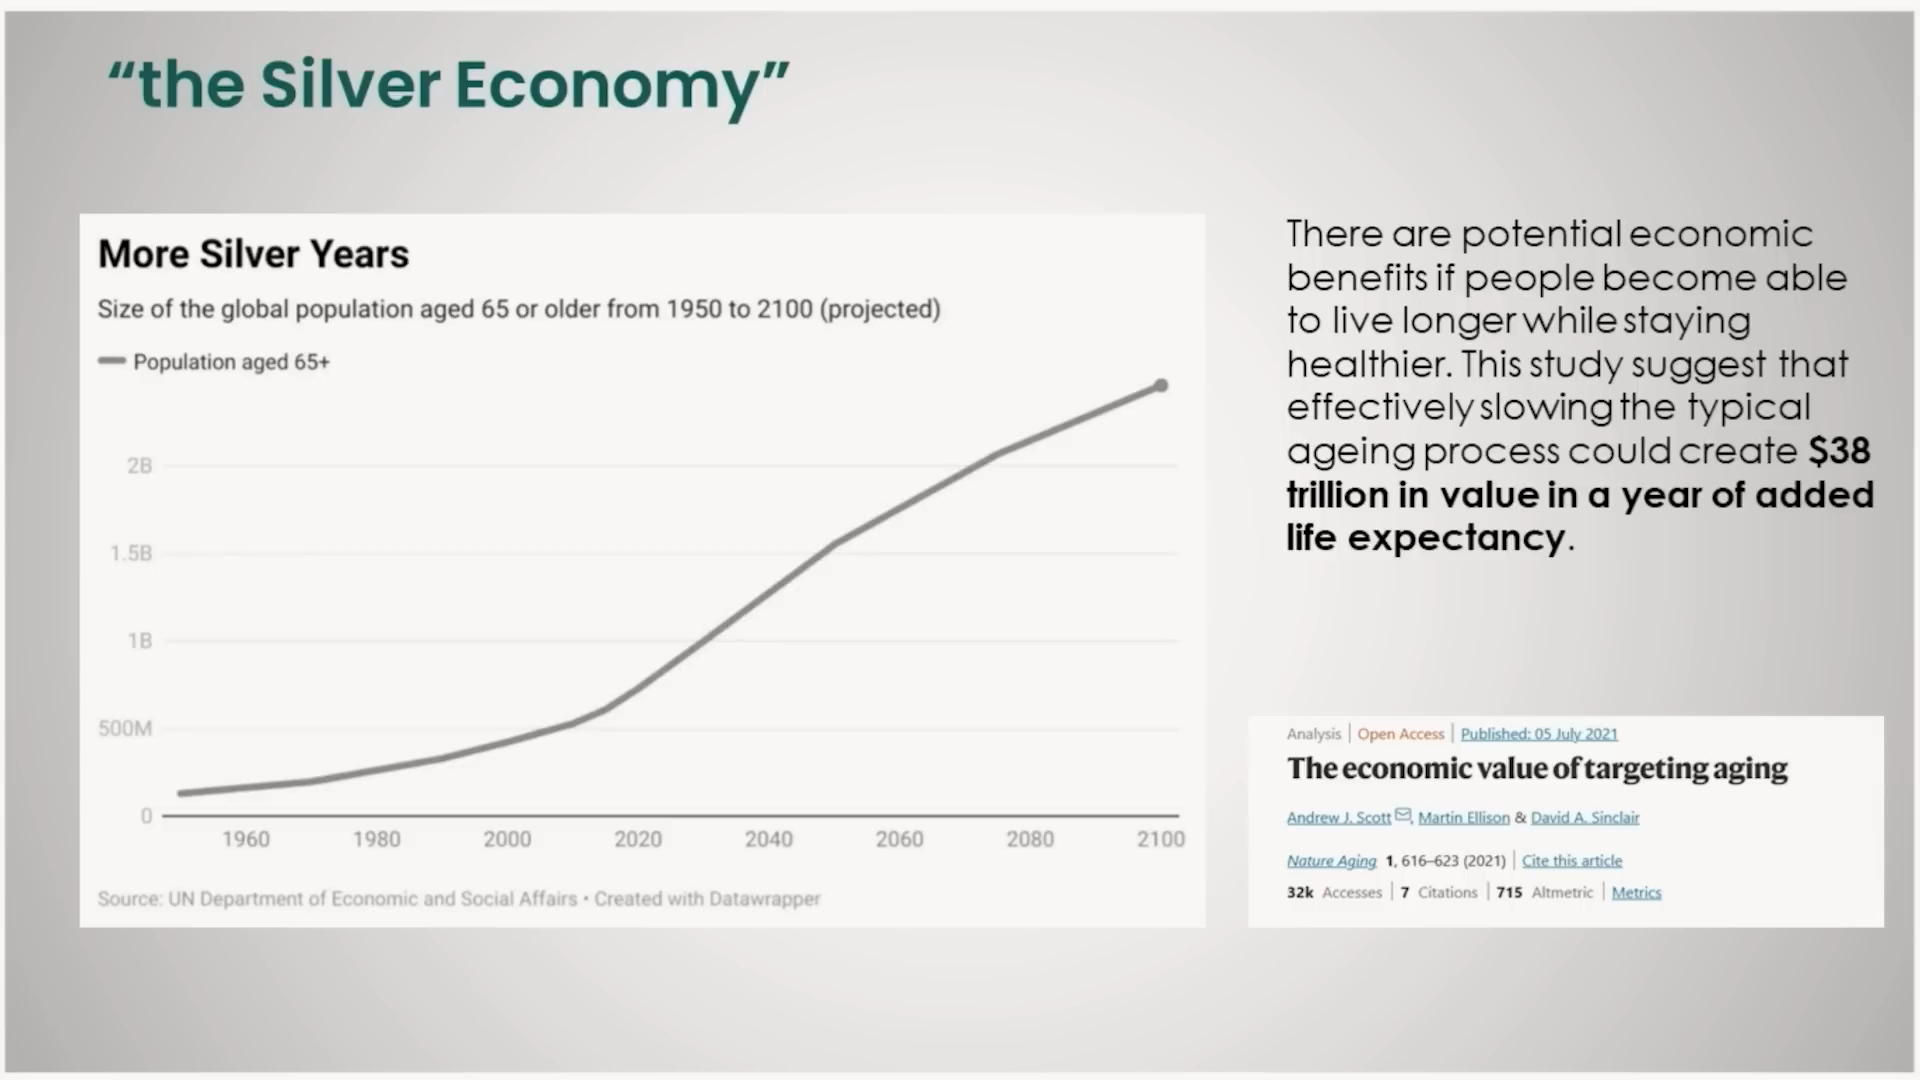 “the Silver Economy”
More Silver Years
Size of the global population aged 65 or older from 1950 to 2100 (projected)
Population aged 65+
2B
1.5B
1B
500M
0
1960 1980 2000 2020 2040 2060 2080 2100
Source: UN Department of Economic and Social Affairs • Created with Datawrapper
There are potential economic
benefits if people become able
to live longer while staying
healthier. This study suggest that
effectively slowing the typical
ageing process could create $38
trillion in value in a year of added
life expectancy.
Analysis | Open Access | Published: 05 July 2021
The economic value of targeting aging
Andrew J. Scott, Martin Ellison & David A. Sinclair
Nature Aging 1, 616–623 (2021) | Cite this article
32k Accesses | 7 Citations | 715 Altmetric | Metrics